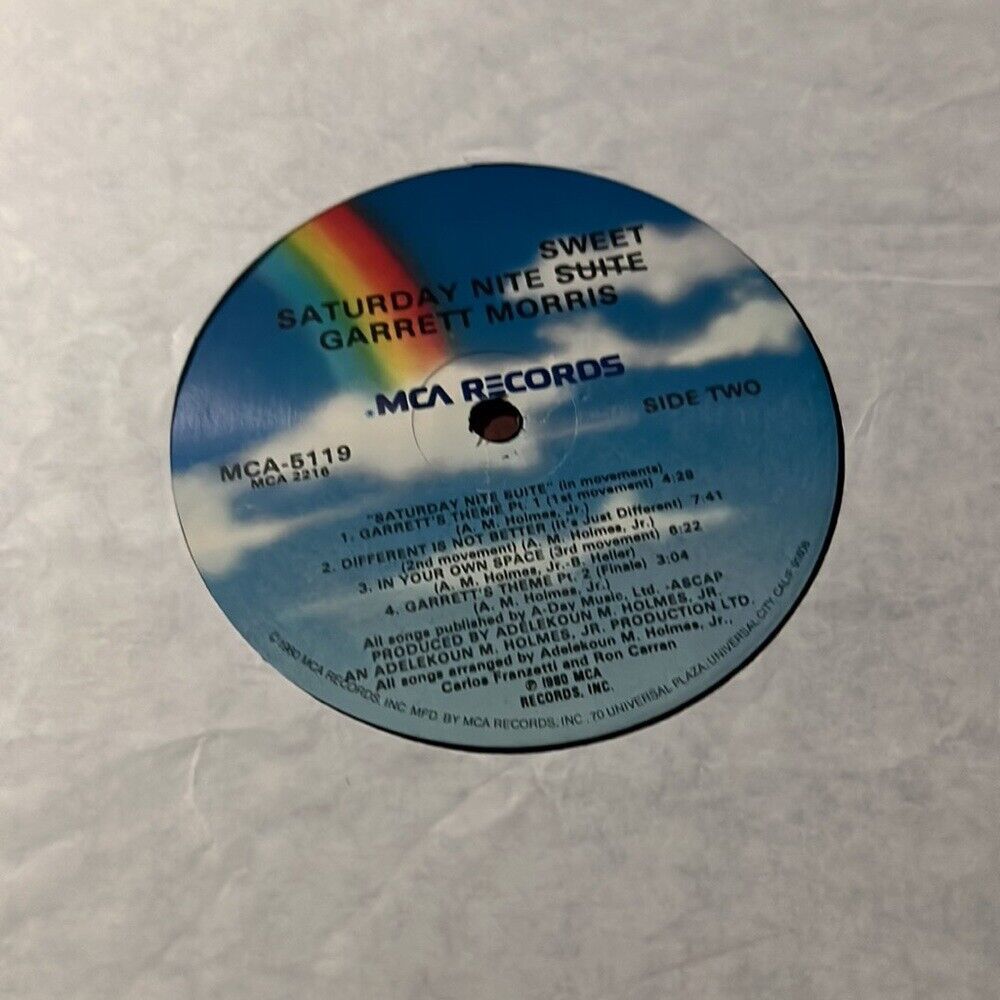 SWEET
SATURDAY NITE SUITE
GARRETT MORRIS
MCA RECORDS
MCA-5119
MCA 2216
SIDE TWO
"SATURDAY NITE SUITE" (in movements)
1. GARRETT'S THEME Pt. 1 (1st movement) 4:28
(A. M. Holmes, Jr.)
2. DIFFERENT IS NOT BETTER (It's Just Different) 7:41
(2nd movement) (A. M. Holmes, Jr.)
3. IN YOUR OWN SPACE (3rd movement) 6:22
(A. M. Holmes, Jr.-B. Heller)
4. GARRETT'S THEME Pt. 2 (Finale) 3:04
(A. M. Holmes, Jr.)
All songs published by A-Day Music, Ltd. -ASCAP
PRODUCED BY ADELEKOUN M. HOLMES, JR.
AN ADELEKOUN M. HOLMES, JR. PRODUCTION LTD.
All songs arranged by Adelekoun M. Holmes, Jr.,
Carlos Franzetti and Ron Carran
℗ 1980 MCA
RECORDS, INC.
©1980 MCA RECORDS, INC. MFD. BY MCA RECORDS, INC., 70 UNIVERSAL PLAZA, UNIVERSAL CITY, CALIF. 91608